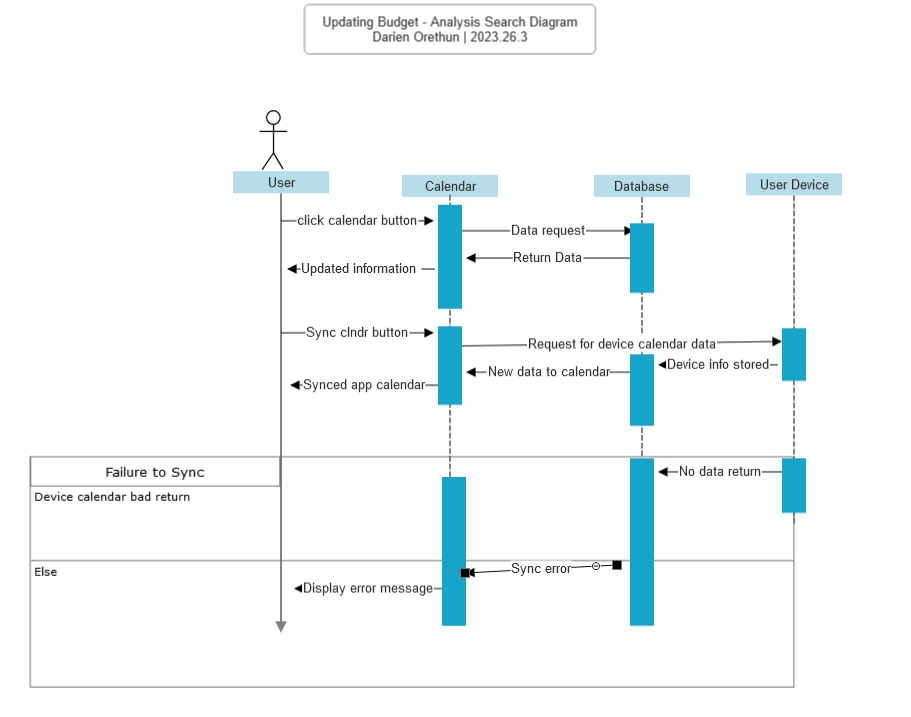 Updating Budget - Analysis Search Diagram
Darien Orethun | 2023.26.3
User
Calendar
Database
User Device
click calendar button
Data request
Return Data
Updated information
Sync clndr button
Request for device calendar data
Device info stored
New data to calendar
Synced app calendar
Failure to Sync
No data return
Device calendar bad return
Else
Sync error
Display error message